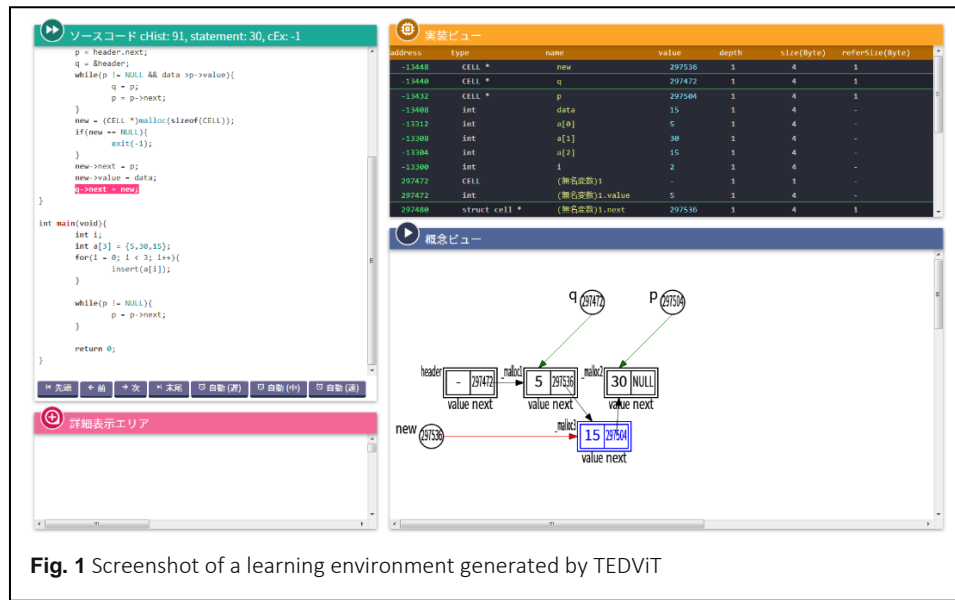 ソースコード cHist: 91, statement: 30, cEx: -1
p = header.next;
q = &header;
while(p != NULL && data >p->value){
q = p;
p = p->next;
}
new = (CELL *)malloc(sizeof(CELL));
if(new == NULL){
exit(-1);
}
new->next = p;
new->value = data;
q->next = new;
}
int main(void){
int i;
int a[3] = {5,30,15};
for(i = 0; i < 3; i++){
insert(a[i]);
}
while(p != NULL){
p = p->next;
}
return 0;
}
先頭 前 次 末尾 自動(遅) 自動(中) 自動(速)
詳細表示エリア
実装ビュー
address type name value depth size(Byte) referSize(Byte)
-13448 CELL * new 297536 1 4 1
-13440 CELL * q 297472 1 4 1
-13432 CELL * p 297504 1 4 1
-13408 int data 15 1 4 -
-13312 int a[0] 5 1 4 -
-13308 int a[1] 30 1 4 -
-13304 int a[2] 15 1 4 -
-13300 int i 2 1 4 -
297472 CELL (無名変数)1 - 1 1 -
297472 int (無名変数)1.value 5 1 4 -
297480 struct cell * (無名変数)1.next 297536 1 4 1
概念ビュー
q 297472 p 297504
header _malloc1 _malloc2
- 297472 5 297536 30 NULL
value next value next value next
new 297536 _malloc3 15 297504
value next
Fig. 1 Screenshot of a learning environment generated by TEDViT